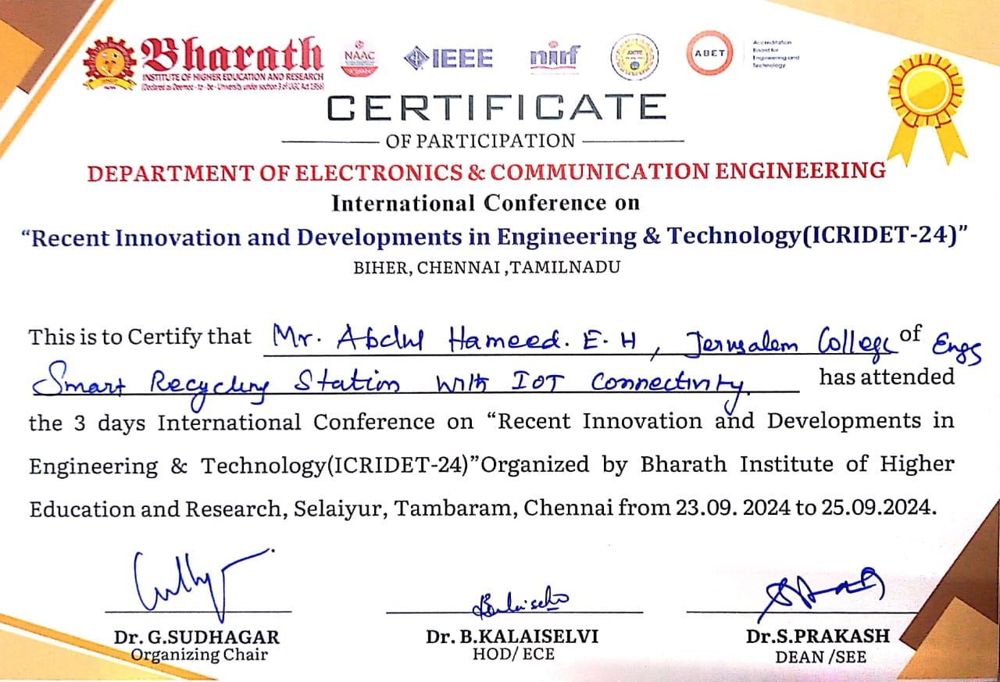 Bharath
INSTITUTE OF HIGHER EDUCATION AND RESEARCH
(Declared as Deemed - to - be - University under section 3 of UGC Act 1956)
NAAC
IEEE
nirf
ABET
Accreditation
Board for
Engineering and
Technology
CERTIFICATE
OF PARTICIPATION
DEPARTMENT OF ELECTRONICS & COMMUNICATION ENGINEERING
International Conference on
“Recent Innovation and Developments in Engineering & Technology(ICRIDET-24)”
BIHER, CHENNAI ,TAMILNADU
This is to Certify that Mr. Abdul Hameed. E. H, Jerusalem College of Engg
Smart Recycling Station with IOT Connectivity. has attended
the 3 days International Conference on “Recent Innovation and Developments in
Engineering & Technology(ICRIDET-24)”Organized by Bharath Institute of Higher
Education and Research, Selaiyur, Tambaram, Chennai from 23.09. 2024 to 25.09.2024.
Dr. G.SUDHAGAR
Organizing Chair
Dr. B.KALAISELVI
HOD/ ECE
Dr.S.PRAKASH
DEAN /SEE